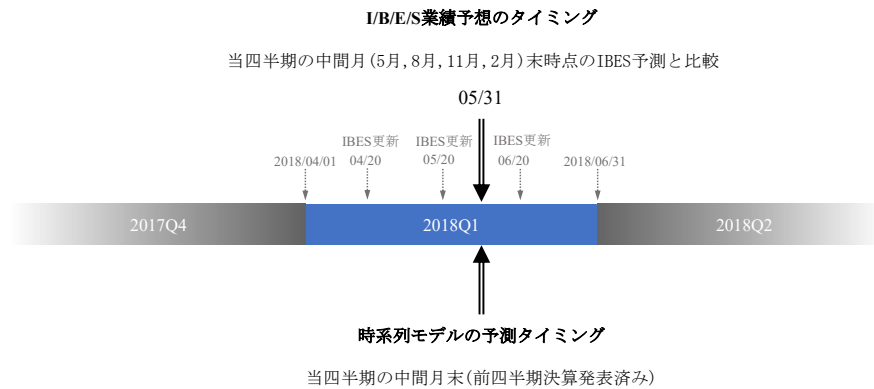 I/B/E/S業績予想のタイミング
当四半期の中間月(5月,8月,11月,2月)末時点のIBES予測と比較
05/31
IBES更新 IBES更新 IBES更新
2018/04/01 04/20 05/20 06/20 2018/06/31
2017Q4 2018Q1 2018Q2
時系列モデルの予測タイミング
当四半期の中間月末(前四半期決算発表済み)